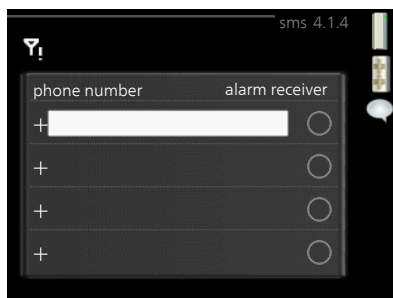 sms 4.1.4
phone number alarm receiver
+
+
+
+